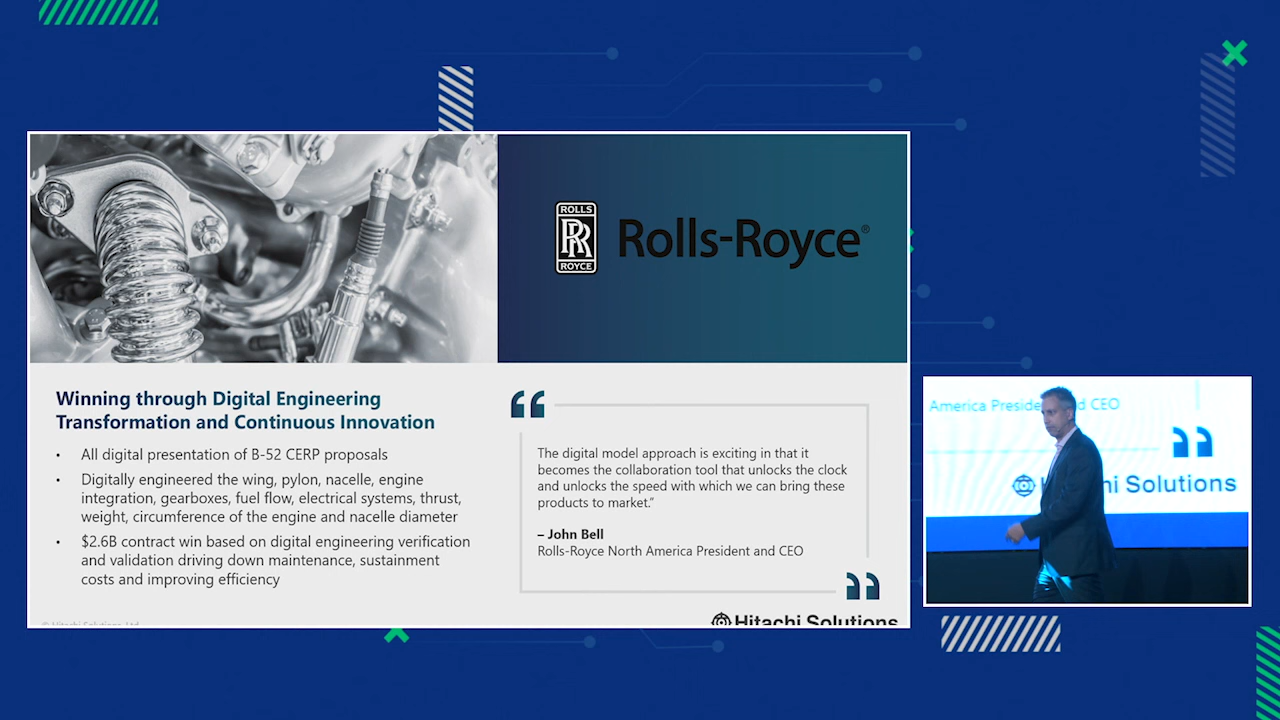 ROLLS
RR
ROYCE
Rolls-Royce®
Winning through Digital Engineering
Transformation and Continuous Innovation
• All digital presentation of B-52 CERP proposals
• Digitally engineered the wing, pylon, nacelle, engine
integration, gearboxes, fuel flow, electrical systems, thrust,
weight, circumference of the engine and nacelle diameter
• $2.6B contract win based on digital engineering verification
and validation driving down maintenance, sustainment
costs and improving efficiency
© Hitachi Solutions, Ltd.
“
The digital model approach is exciting in that it
becomes the collaboration tool that unlocks the clock
and unlocks the speed with which we can bring these
products to market.”
– John Bell
Rolls-Royce North America President and CEO
”
Hitachi Solutions
America President and CEO
”
Hitachi Solutions